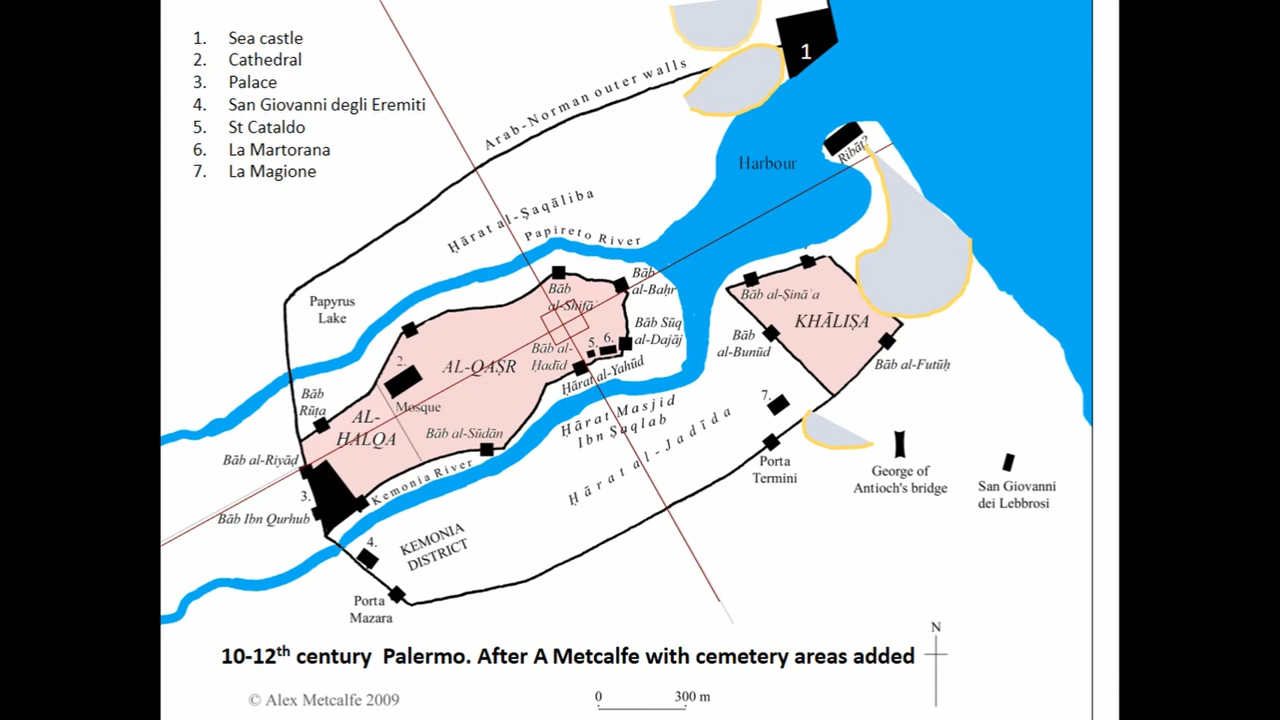 1. Sea castle
2. Cathedral
3. Palace
4. San Giovanni degli Eremiti
5. St Cataldo
6. La Martorana
7. La Magione
1
Arab-Norman outer walls
Harbour
Ribāt?
Ḥārat al-Ṣaqāliba
Papireto River
Papyrus
Lake
Bāb
al-Shifāʾ
Bāb
al-Baḥr
Bāb Sūq
al-Dajāj
Bāb al-
Ḥadīd
5.
6.
Ḥārat al-Yahūd
Bāb al-Ṣināʿa
KHĀLIṢA
Bāb
al-Bunūd
Bāb al-Futūḥ
2.
AL-QAṢR
Mosque
Bāb
Rūṭa
AL-
HALQA
Bāb al-Sūdān
Bāb al-Riyāḍ
3.
Bāb Ibn Qurhub
Kemonia River
Ḥārat Masjid
Ibn Ṣaqlab
Ḥārat al-Jadīda
7.
Porta
Termini
George of
Antioch's bridge
San Giovanni
dei Lebbrosi
4.
KEMONIA
DISTRICT
Porta
Mazara
N
10-12th century Palermo. After A Metcalfe with cemetery areas added
© Alex Metcalfe 2009
0 300 m